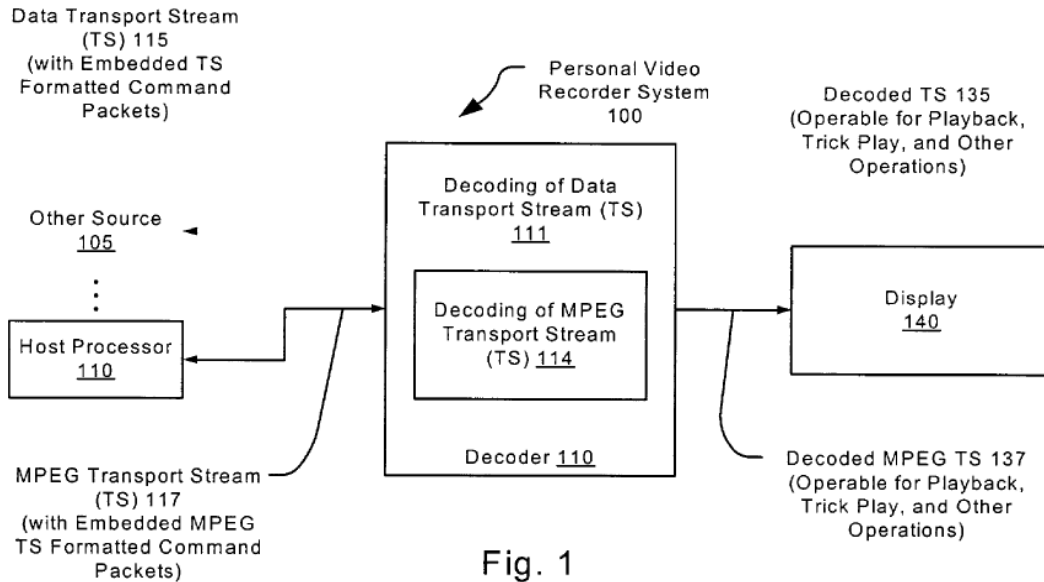 Data Transport Stream
(TS) 115
(with Embedded TS
Formatted Command
Packets)
Personal Video
Recorder System
100
Decoded TS 135
(Operable for Playback,
Trick Play, and Other
Operations)
Other Source
105
Host Processor
110
Decoding of Data
Transport Stream (TS)
111
Decoding of MPEG
Transport Stream
(TS) 114
Decoder 110
Display
140
MPEG Transport Stream
(TS) 117
(with Embedded MPEG
TS Formatted Command
Packets)
Decoded MPEG TS 137
(Operable for Playback,
Trick Play, and Other
Operations)
Fig. 1